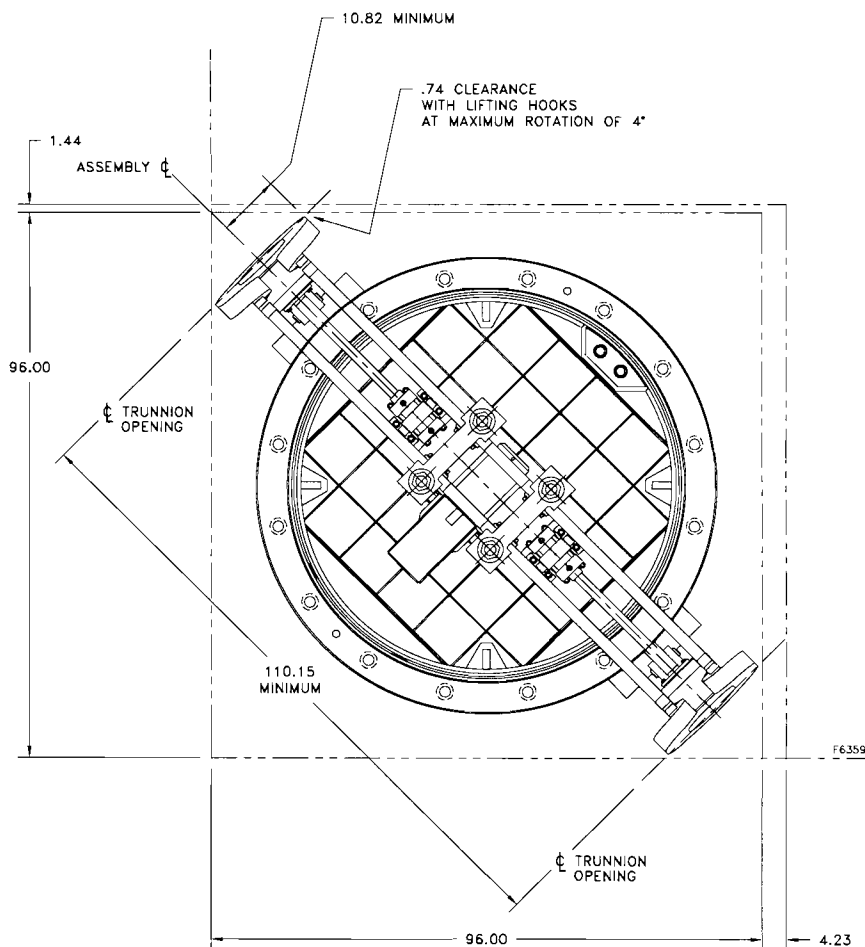 10.82 MINIMUM
.74 CLEARANCE
WITH LIFTING HOOKS
AT MAXIMUM ROTATION OF 4°
1.44
ASSEMBLY ℄
96.00
℄ TRUNNION
OPENING
110.15
MINIMUM
F6359
℄ TRUNNION
OPENING
96.00
4.23